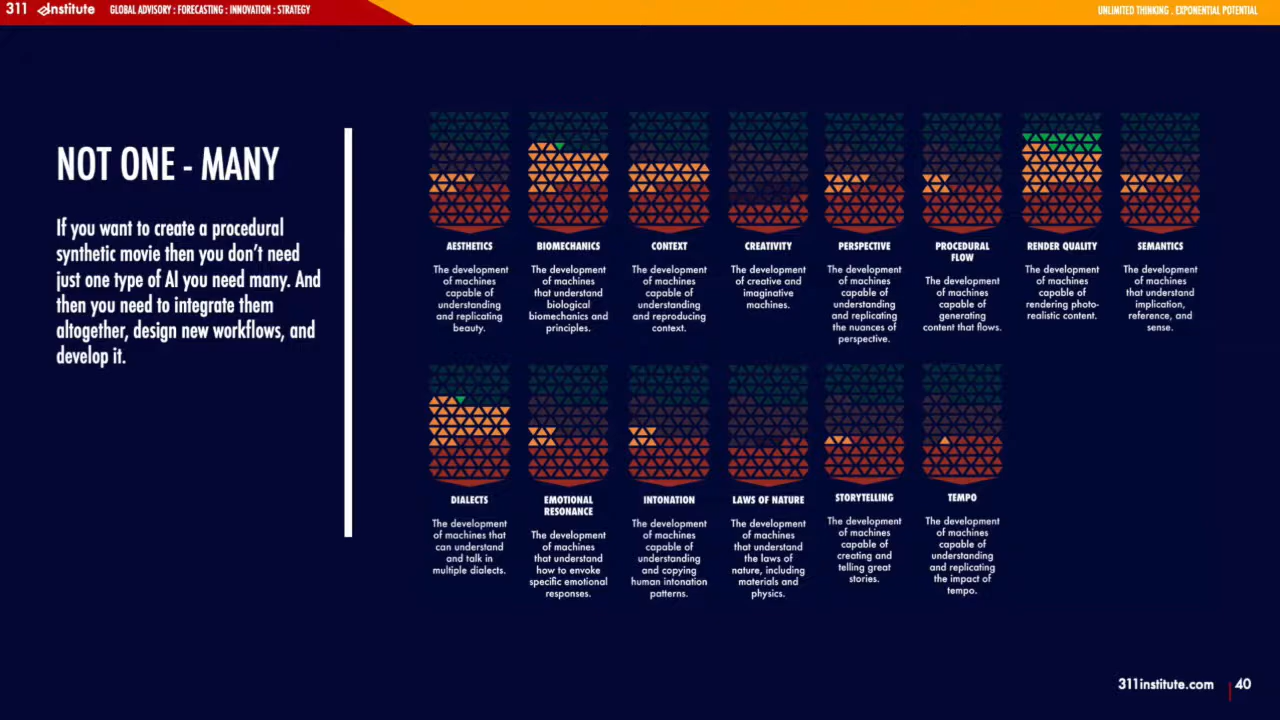 311 Institute GLOBAL ADVISORY : FORECASTING : INNOVATION : STRATEGY
UNLIMITED THINKING . EXPONENTIAL POTENTIAL
NOT ONE - MANY
If you want to create a procedural
synthetic movie then you don't need
just one type of AI you need many. And
then you need to integrate them
altogether, design new workflows, and
develop it.
AESTHETICS
The development
of machines
capable of
understanding
and replicating
beauty.
BIOMECHANICS
The development
of machines
that understand
biological
biomechanics and
principles.
CONTEXT
The development
of machines
capable of
understanding
and reproducing
context.
CREATIVITY
The development
of creative and
imaginative
machines.
PERSPECTIVE
The development
of machines
capable of
understanding
and replicating
the nuances of
perspective.
PROCEDURAL
FLOW
The development
of machines
capable of
generating
content that flows.
RENDER QUALITY
The development
of machines
capable of
rendering photo-
realistic content.
SEMANTICS
The development
of machines
that understand
implication,
reference, and
sense.
DIALECTS
The development
of machines that
can understand
and talk in
multiple dialects.
EMOTIONAL
RESONANCE
The development
of machines
that understand
how to envoke
specific emotional
responses.
INTONATION
The development
of machines
capable of
understanding
and copying
human intonation
patterns.
LAWS OF NATURE
The development
of machines
that understand
the laws of
nature, including
materials and
physics.
STORYTELLING
The development
of machines
capable of
creating and
telling great
stories.
TEMPO
The development
of machines
capable of
understanding
and replicating
the impact of
tempo.
311institute.com 40